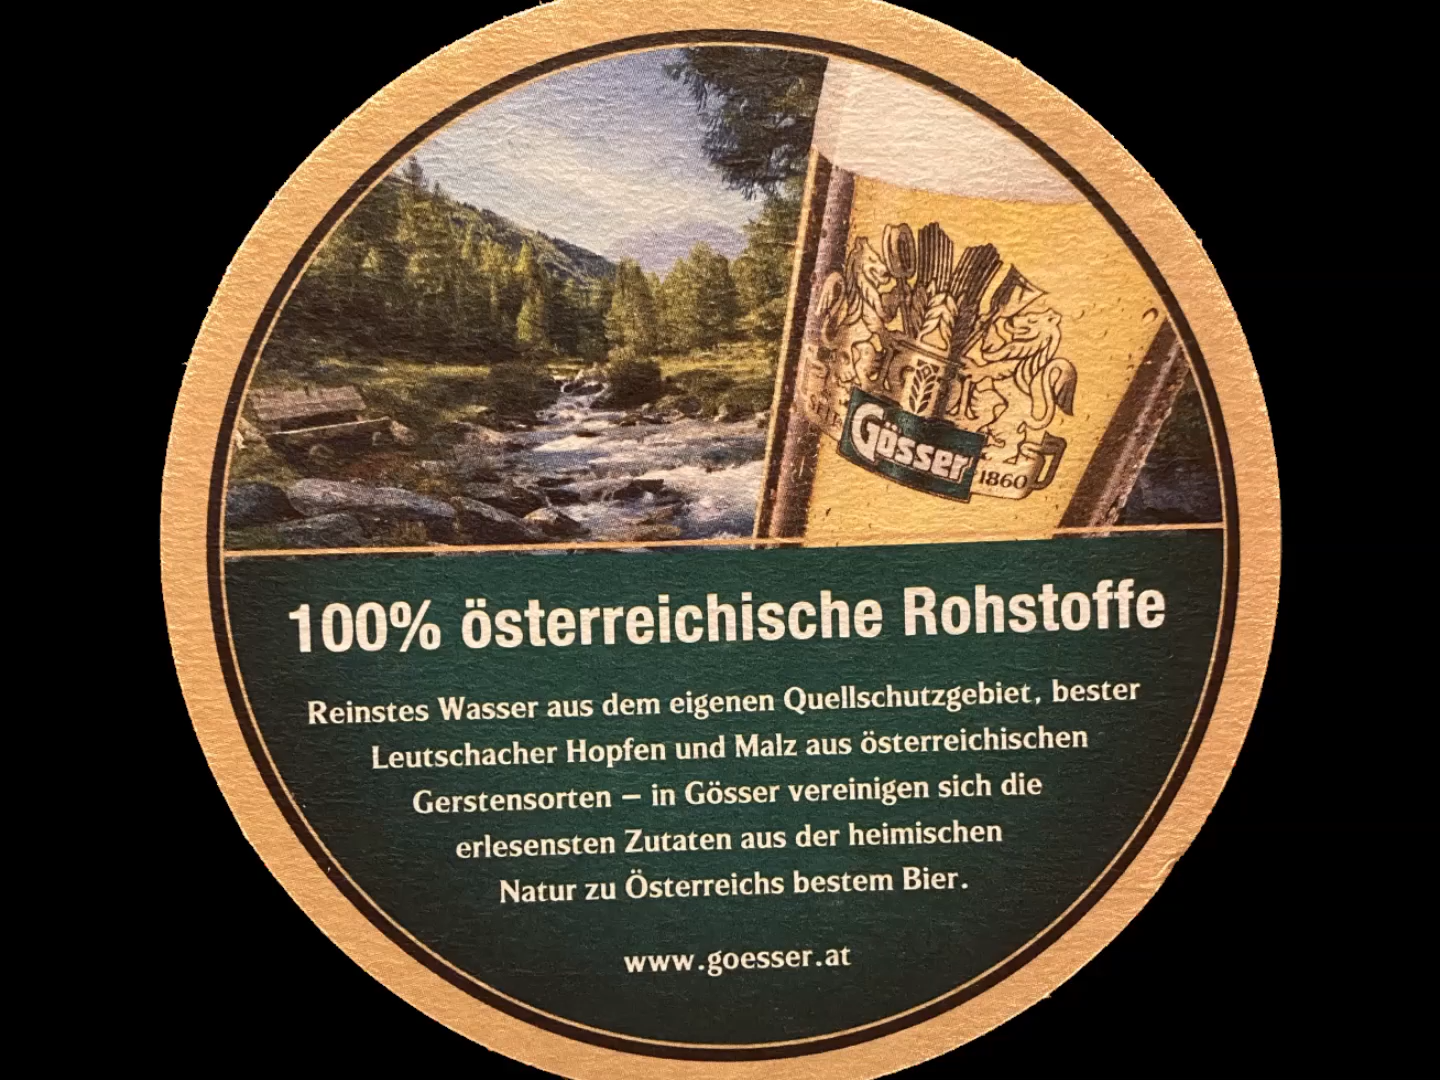 SEIT
Gösser
1860
100% österreichische Rohstoffe
Reinstes Wasser aus dem eigenen Quellschutzgebiet, bester
Leutschacher Hopfen und Malz aus österreichischen
Gerstensorten – in Gösser vereinigen sich die
erlesensten Zutaten aus der heimischen
Natur zu Österreichs bestem Bier.
www.goesser.at